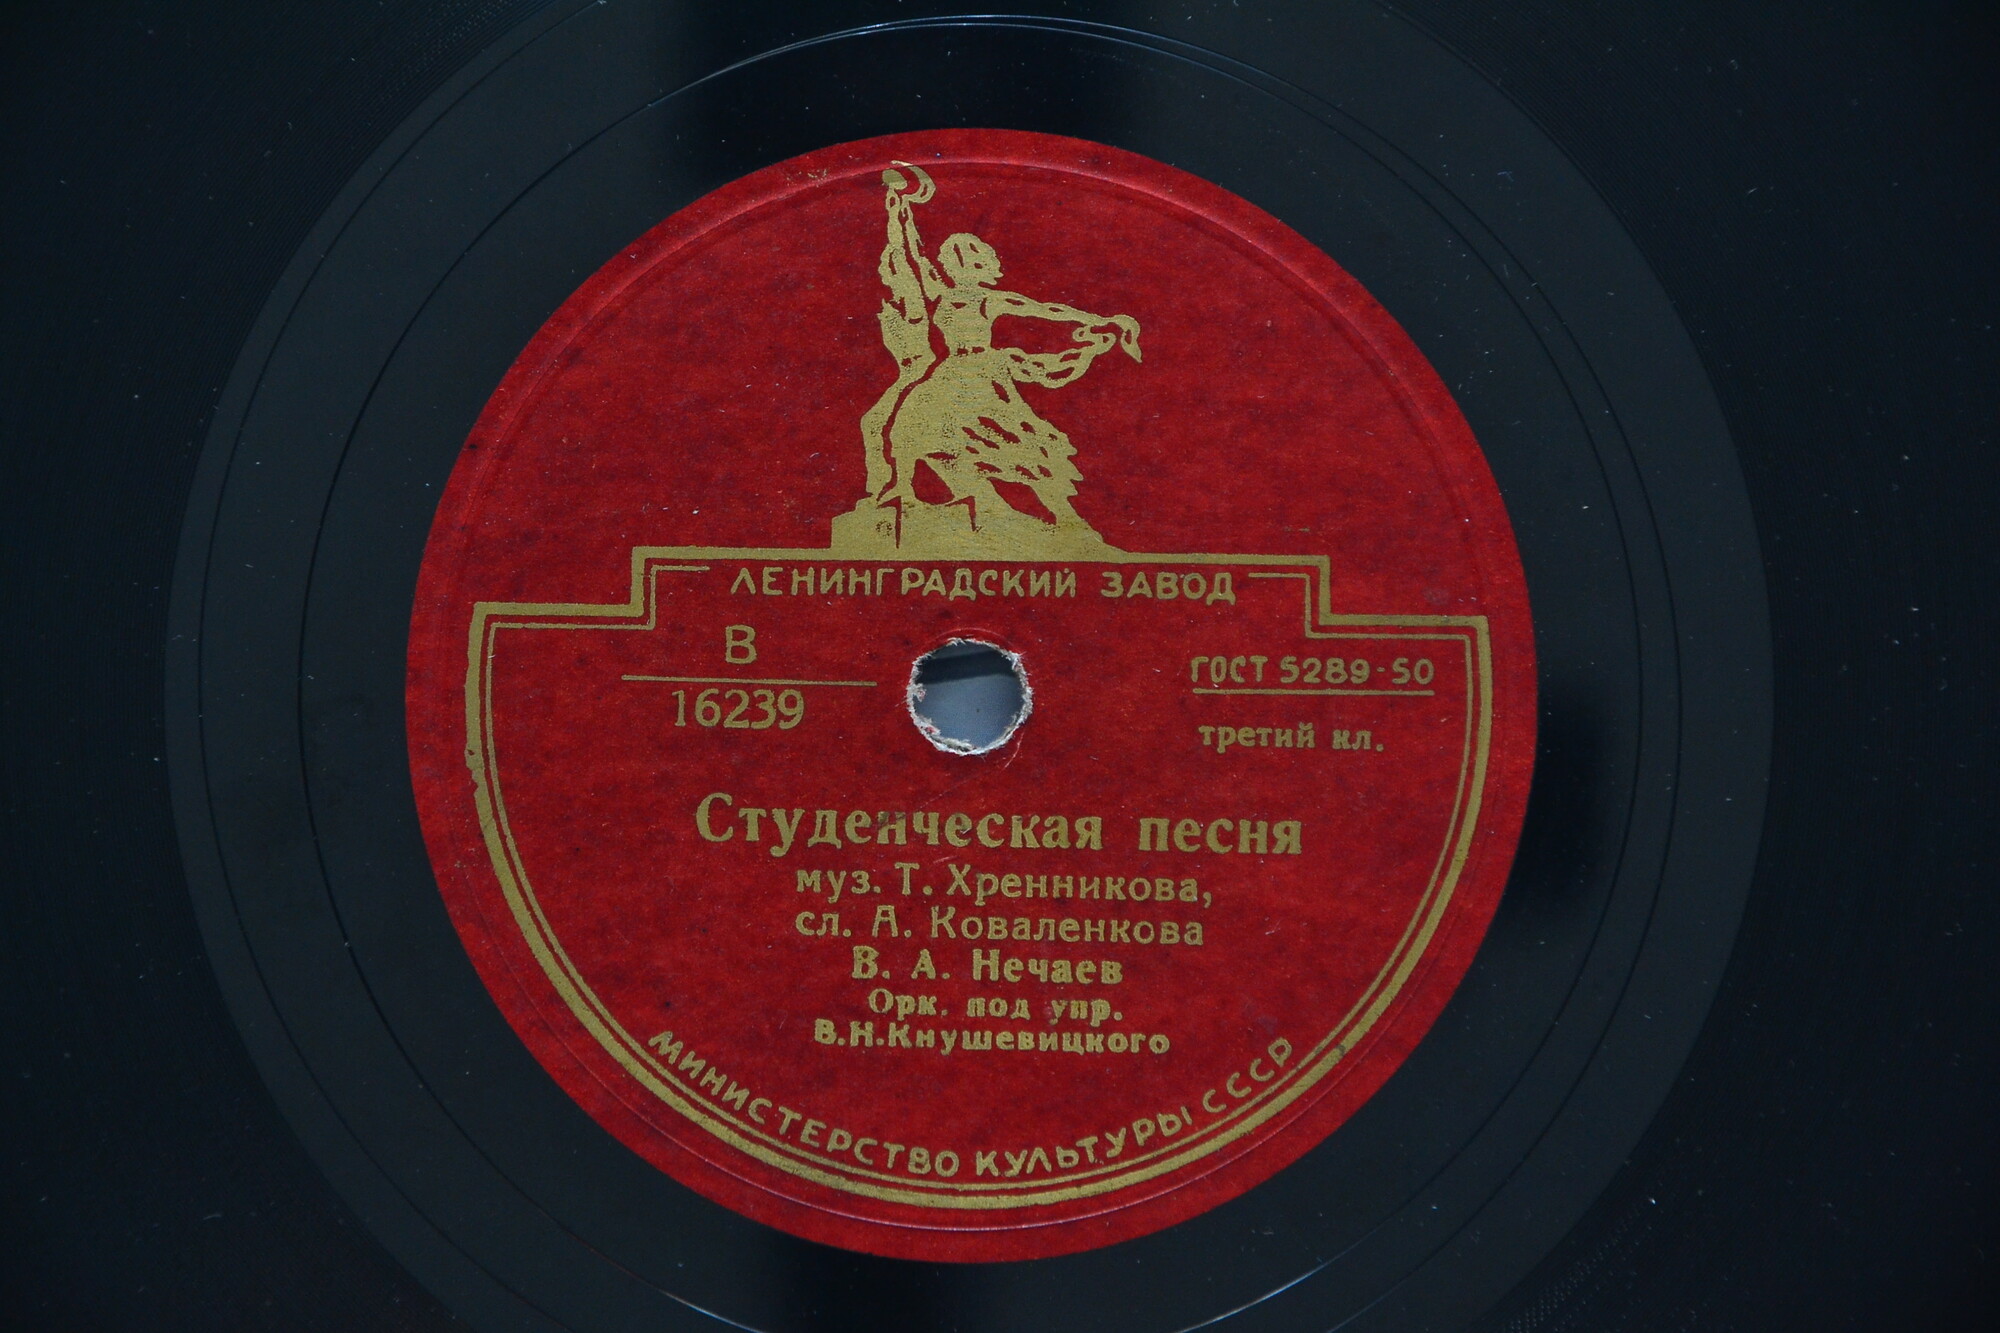 ЛЕНИНГРАДСКИЙ ЗАВОД
В
16239
ГОСТ 5289-50
третий кл.
Студенческая песня
муз. Т. Хренникова,
сл. А. Коваленкова
В. А. Нечаев
Орк. под упр.
В.Н.Кнушевицкого
МИНИСТЕРСТВО КУЛЬТУРЫ СССР